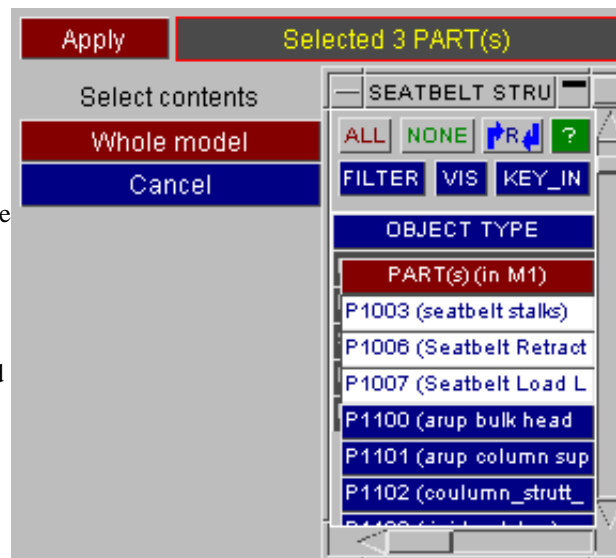 Apply
Selected 3 PART(s)
Select contents
Whole model
Cancel
e
d
SEATBELT STRU
ALL NONE R ?
FILTER VIS KEY_IN
OBJECT TYPE
PART(s) (in M1)
P1003 (seatbelt stalks)
P1006 (Seatbelt Retract
P1007 (Seatbelt Load L
P1100 (arup bulk head
P1101 (arup column sup
P1102 (coulumn_strutt_